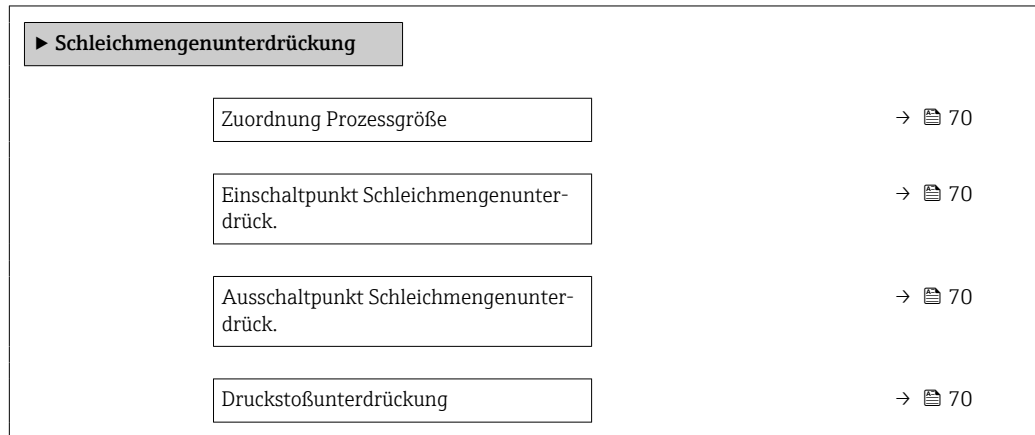 ► Schleichmengenunterdrückung
Zuordnung Prozessgröße → 70
Einschaltpunkt Schleichmengenunter-
drück. → 70
Ausschaltpunkt Schleichmengenunter-
drück. → 70
Druckstoßunterdrückung → 70